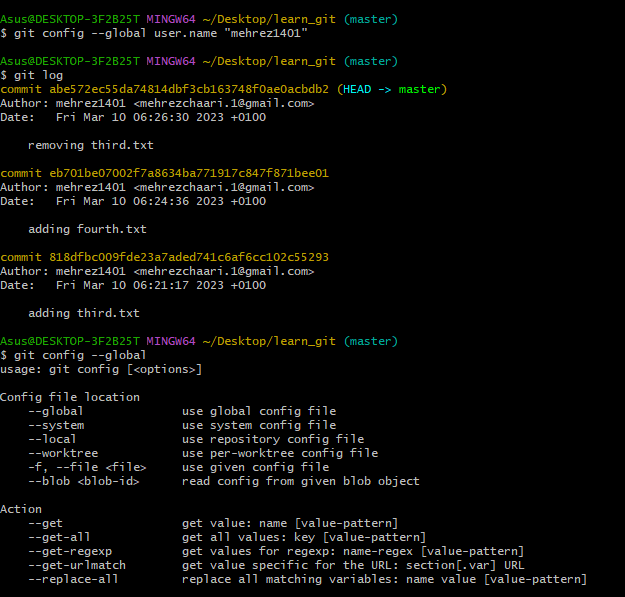 Asus@DESKTOP-3F2B25T MINGW64 ~/Desktop/learn_git (master)
$ git config --global user.name "mehrez1401"
Asus@DESKTOP-3F2B25T MINGW64 ~/Desktop/learn_git (master)
$ git log
commit abe572ec55da74814dbf3cb163748f0ae0acbdb2 (HEAD -> master)
Author: mehrez1401 <mehrezchaari.1@gmail.com>
Date:   Fri Mar 10 06:26:30 2023 +0100
    removing third.txt
commit eb701be07002f7a8634ba771917c847f871bee01
Author: mehrez1401 <mehrezchaari.1@gmail.com>
Date:   Fri Mar 10 06:24:36 2023 +0100
    adding fourth.txt
commit 818dfbc009fde23a7aded741c6af6cc102c55293
Author: mehrez1401 <mehrezchaari.1@gmail.com>
Date:   Fri Mar 10 06:21:17 2023 +0100
    adding third.txt
Asus@DESKTOP-3F2B25T MINGW64 ~/Desktop/learn_git (master)
$ git config --global
usage: git config [<options>]
Config file location
    --global              use global config file
    --system              use system config file
    --local               use repository config file
    --worktree            use per-worktree config file
    -f, --file <file>     use given config file
    --blob <blob-id>      read config from given blob object
Action
    --get                 get value: name [value-pattern]
    --get-all             get all values: key [value-pattern]
    --get-regexp          get values for regexp: name-regex [value-pattern]
    --get-urlmatch        get value specific for the URL: section[.var] URL
    --replace-all         replace all matching variables: name value [value-pattern]